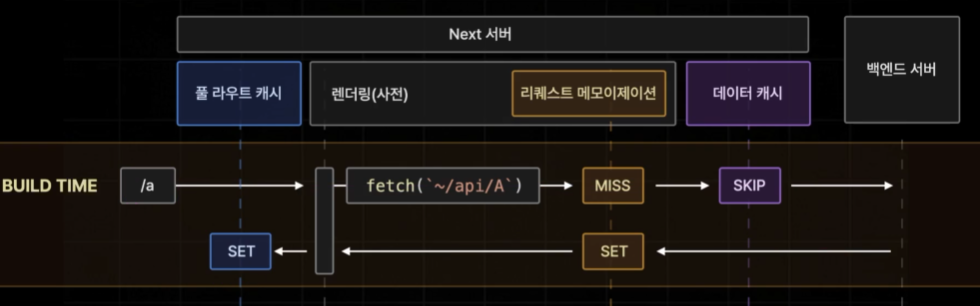 Next 서버
백엔드 서버
풀 라우트 캐시
렌더링(사전)
리퀘스트 메모이제이션
데이터 캐시
BUILD TIME
/a
fetch(`~/api/A`)
MISS
SKIP
SET
SET